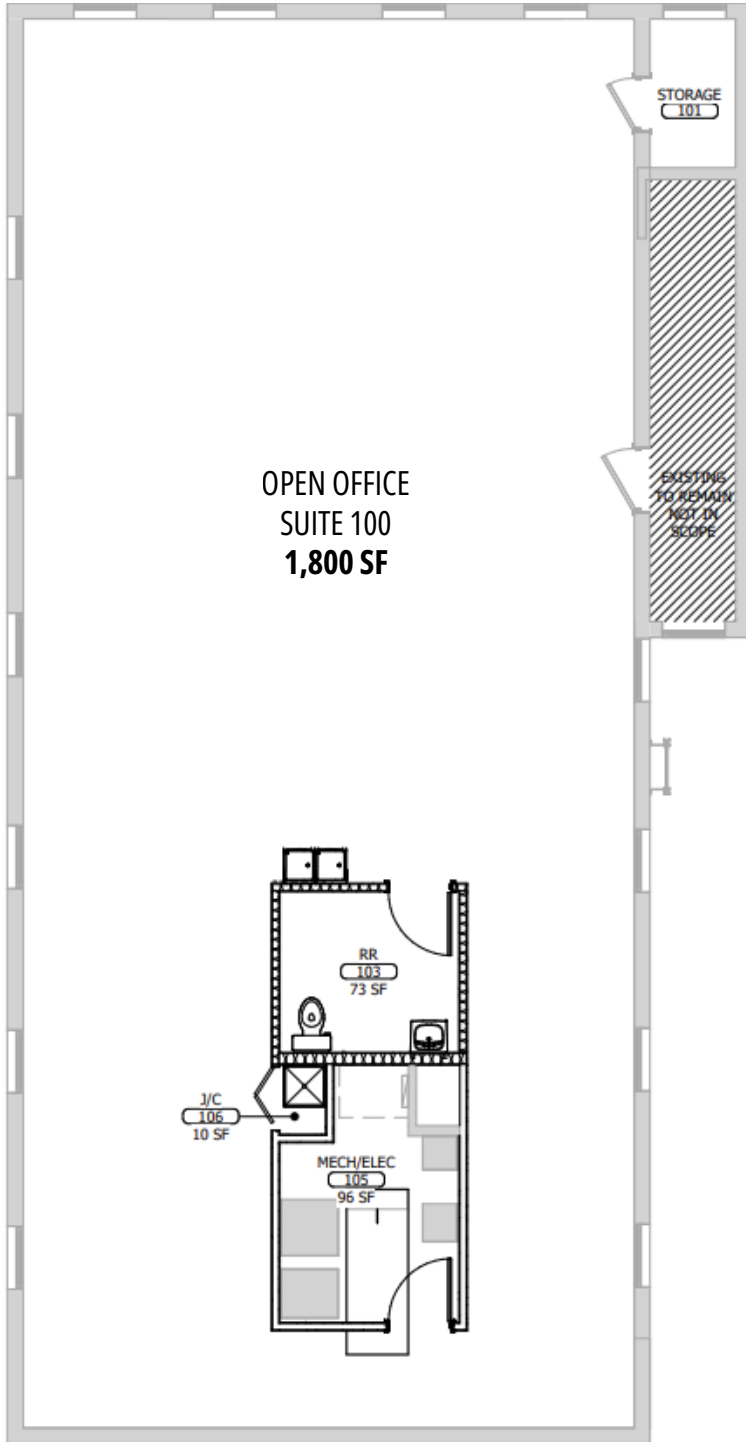 STORAGE
101
EXISTING
TO REMAIN
NOT IN
SCOPE
OPEN OFFICE
SUITE 100
1,800 SF
RR
103
73 SF
J/C
106
10 SF
MECH/ELEC
105
96 SF